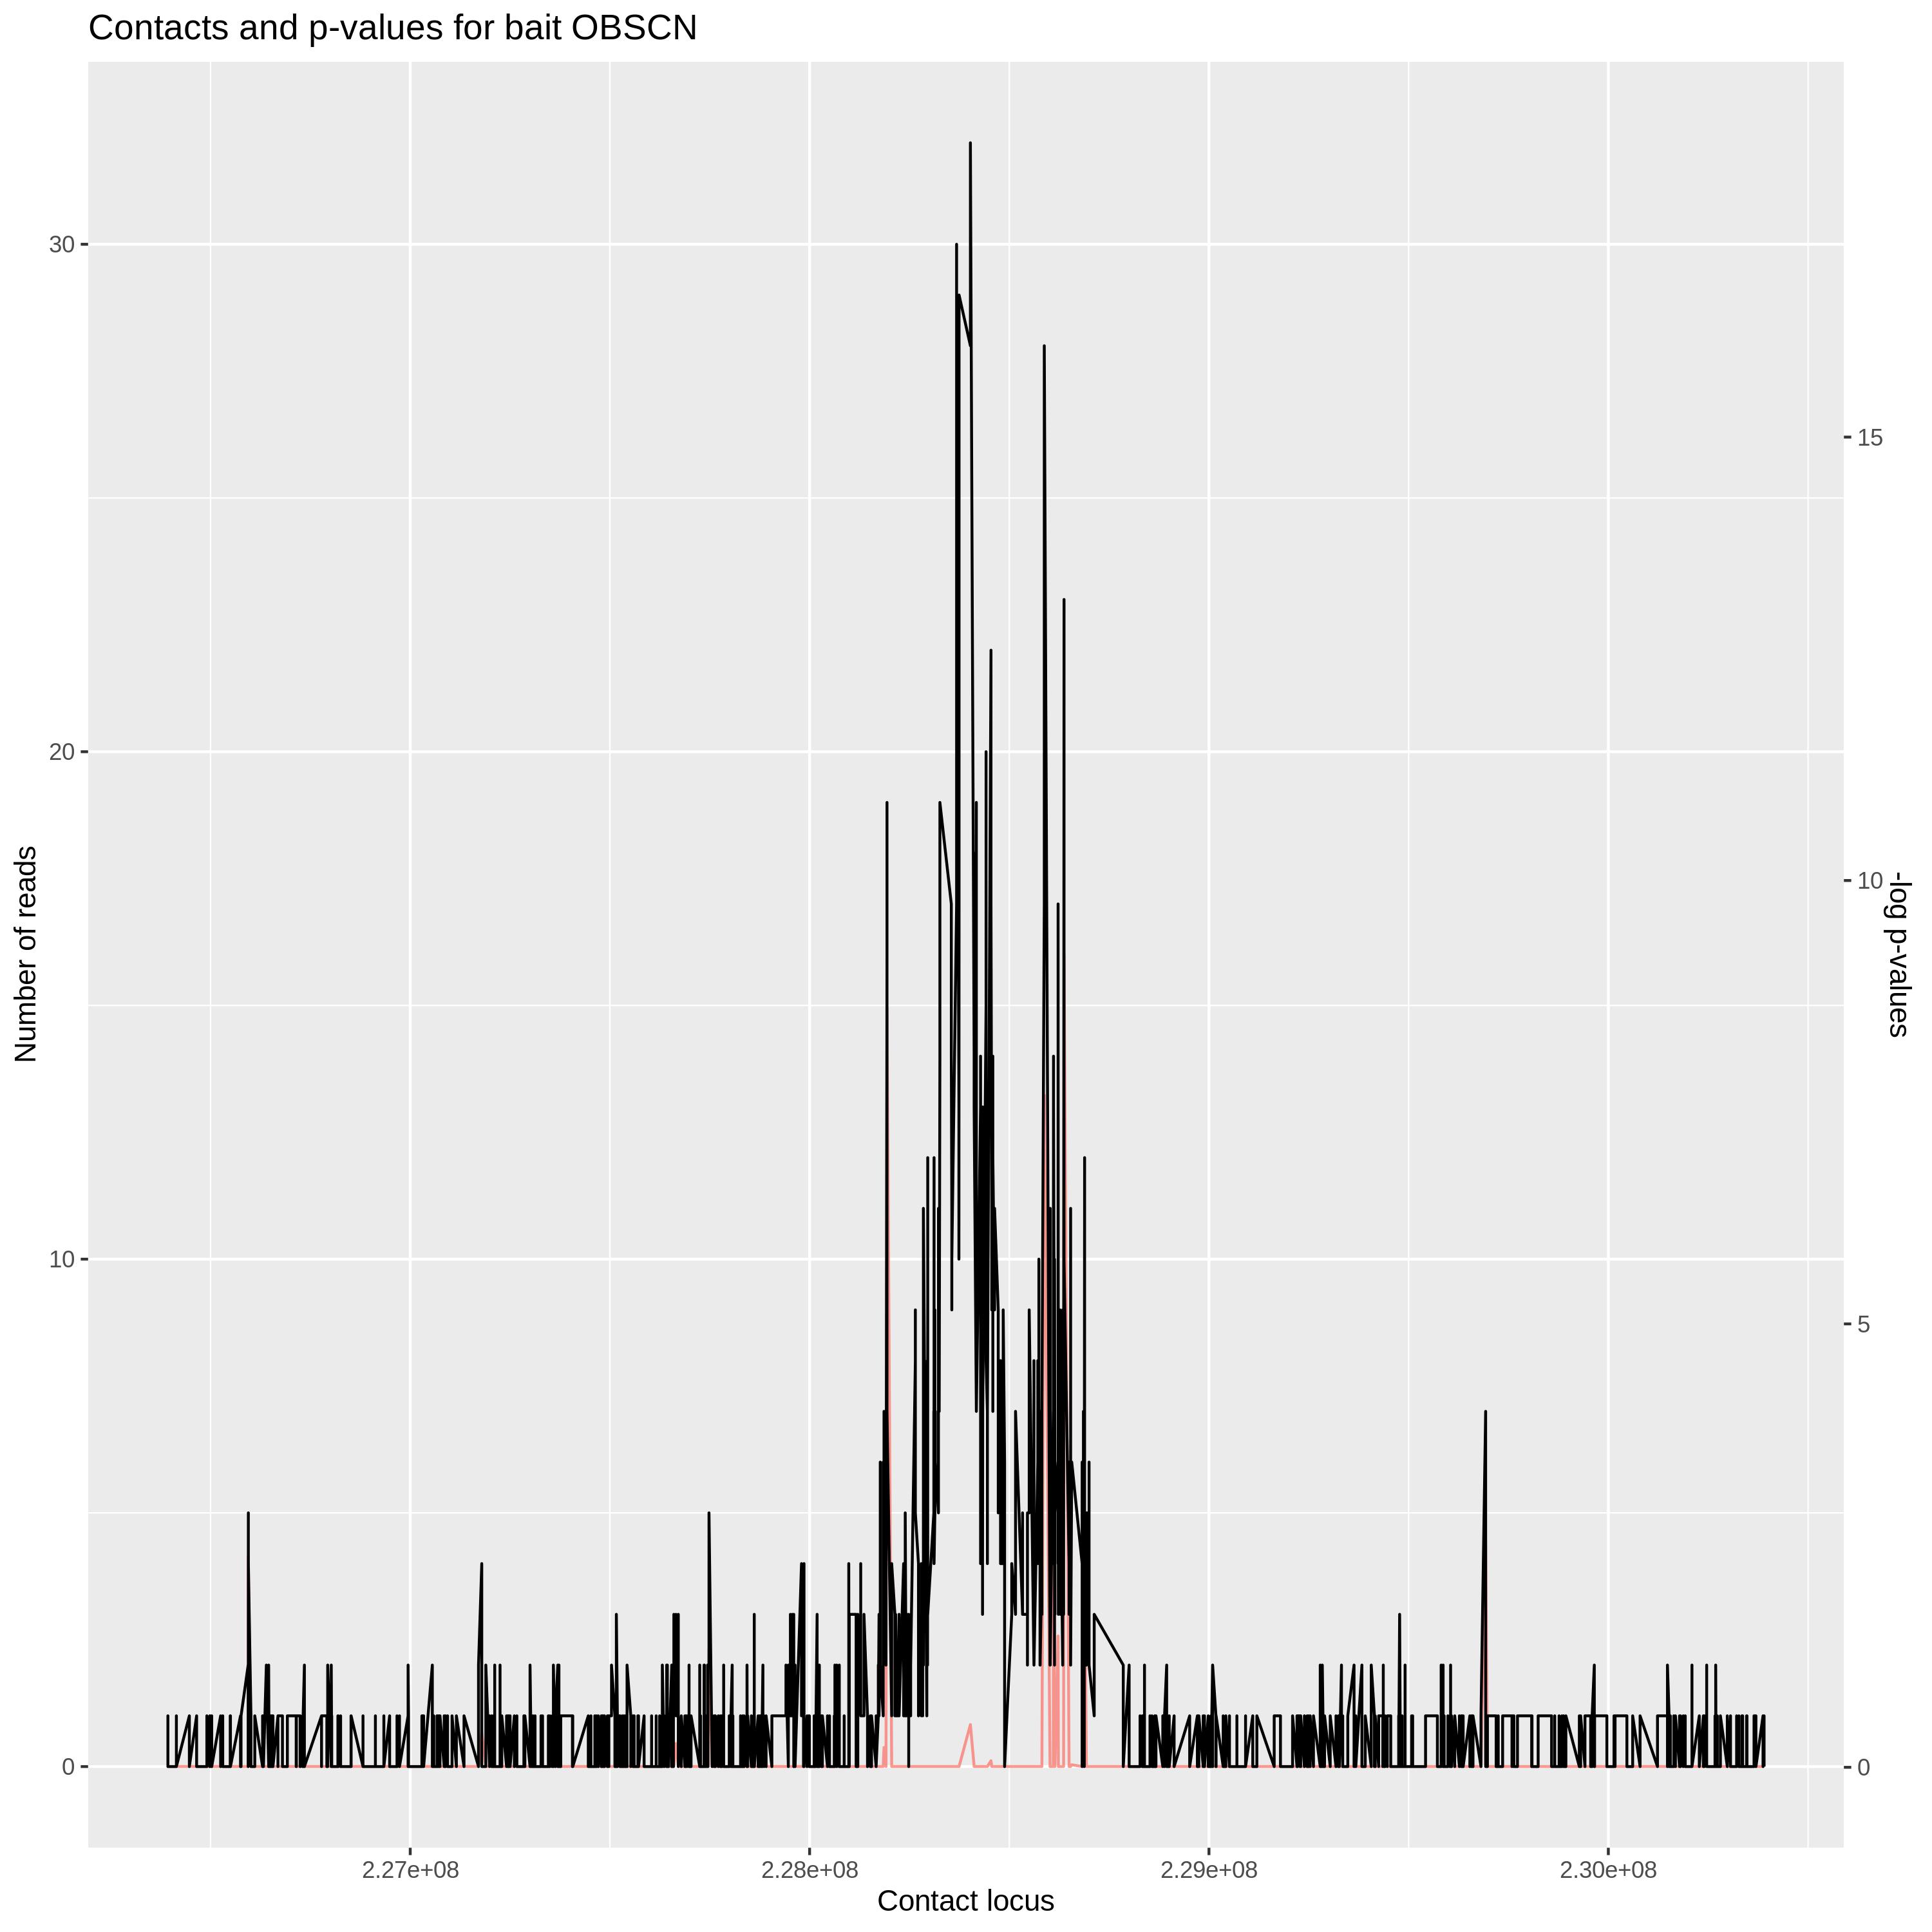 Contacts and p-values for bait OBSCN
30
20
10
0
Number of reads
15
10
5
0
-log p-values
2.27e+08 2.28e+08 2.29e+08 2.30e+08
Contact locus